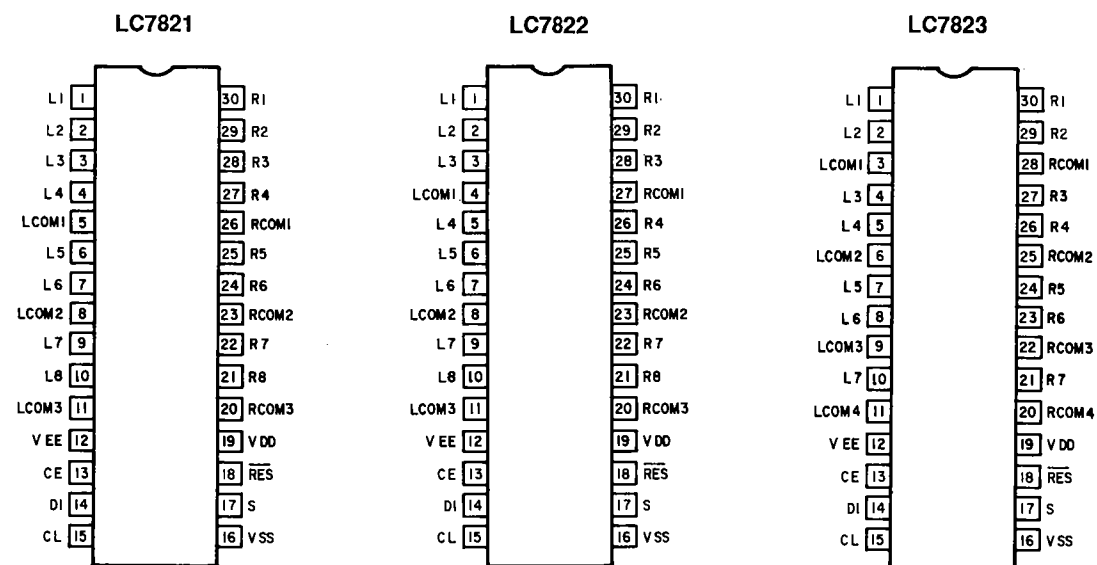 LC7821 LC7822 LC7823
L1 1 30 R1 L1 1 30 R1 L1 1 30 R1
L2 2 29 R2 L2 2 29 R2 L2 2 29 R2
L3 3 28 R3 L3 3 28 R3 LCOM1 3 28 RCOM1
L4 4 27 R4 LCOM1 4 27 RCOM1 L3 4 27 R3
LCOM1 5 26 RCOM1 L4 5 26 R4 L4 5 26 R4
L5 6 25 R5 L5 6 25 R5 LCOM2 6 25 RCOM2
L6 7 24 R6 L6 7 24 R6 L5 7 24 R5
LCOM2 8 23 RCOM2 LCOM2 8 23 RCOM2 L6 8 23 R6
L7 9 22 R7 L7 9 22 R7 LCOM3 9 22 RCOM3
L8 10 21 R8 L8 10 21 R8 L7 10 21 R7
LCOM3 11 20 RCOM3 LCOM3 11 20 RCOM3 LCOM4 11 20 RCOM4
VEE 12 19 VDD VEE 12 19 VDD VEE 12 19 VDD
CE 13 18 RES CE 13 18 RES CE 13 18 RES
DI 14 17 S DI 14 17 S DI 14 17 S
CL 15 16 VSS CL 15 16 VSS CL 15 16 VSS